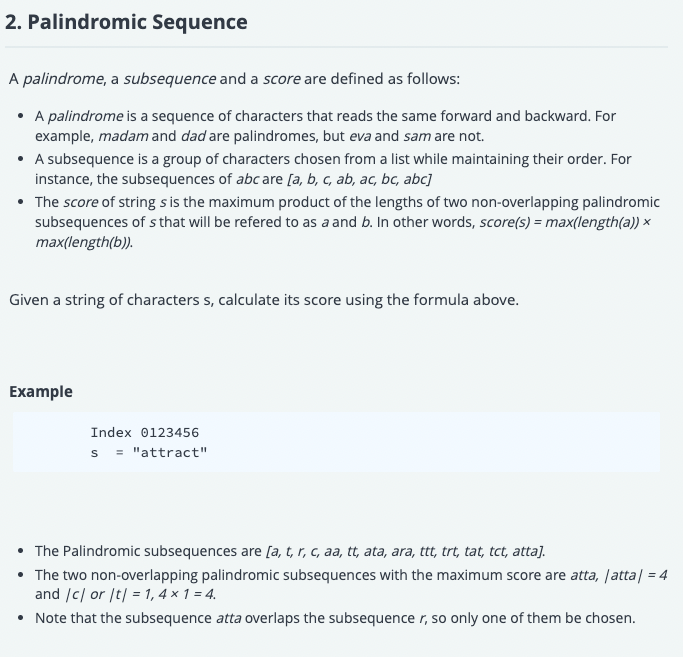 2. Palindromic Sequence
A palindrome, a subsequence and a score are defined as follows:
• A palindrome is a sequence of characters that reads the same forward and backward. For
example, madam and dad are palindromes, but eva and sam are not.
• A subsequence is a group of characters chosen from a list while maintaining their order. For
instance, the subsequences of abc are [a, b, c, ab, ac, bc, abc]
• The score of string s is the maximum product of the lengths of two non-overlapping palindromic
subsequences of s that will be refered to as a and b. In other words, score(s) = max(length(a)) ×
max(length(b)).
Given a string of characters s, calculate its score using the formula above.
Example
Index 0123456
s = "attract"
• The Palindromic subsequences are [a, t, r, c, aa, tt, ata, ara, ttt, trt, tat, tct, atta].
• The two non-overlapping palindromic subsequences with the maximum score are atta, |atta| = 4
and |c| or |t| = 1, 4 × 1 = 4.
• Note that the subsequence atta overlaps the subsequence r, so only one of them be chosen.